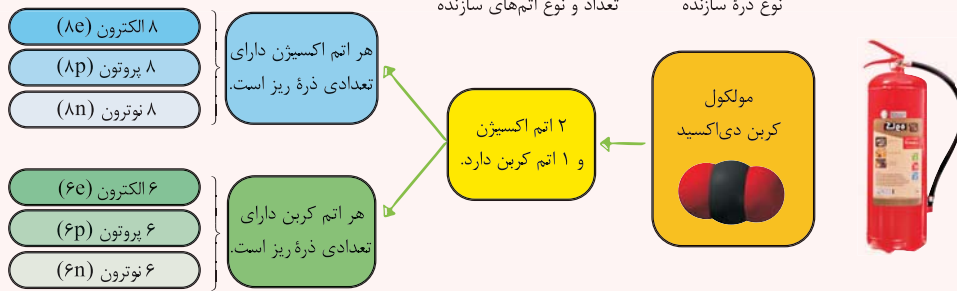 نوع ذرهٔ سازنده
تعداد و نوع اتم‌های سازنده
مولکول
کربن دی‌اکسید
۲ اتم اکسیژن
و ۱ اتم کربن دارد.
هر اتم اکسیژن دارای
تعدادی ذرهٔ ریز است.
۸ الکترون (۸e)
۸ پروتون (۸p)
۸ نوترون (۸n)
هر اتم کربن دارای
تعدادی ذرهٔ ریز است.
۶ الکترون (۶e)
۶ پروتون (۶p)
۶ نوترون (۶n)